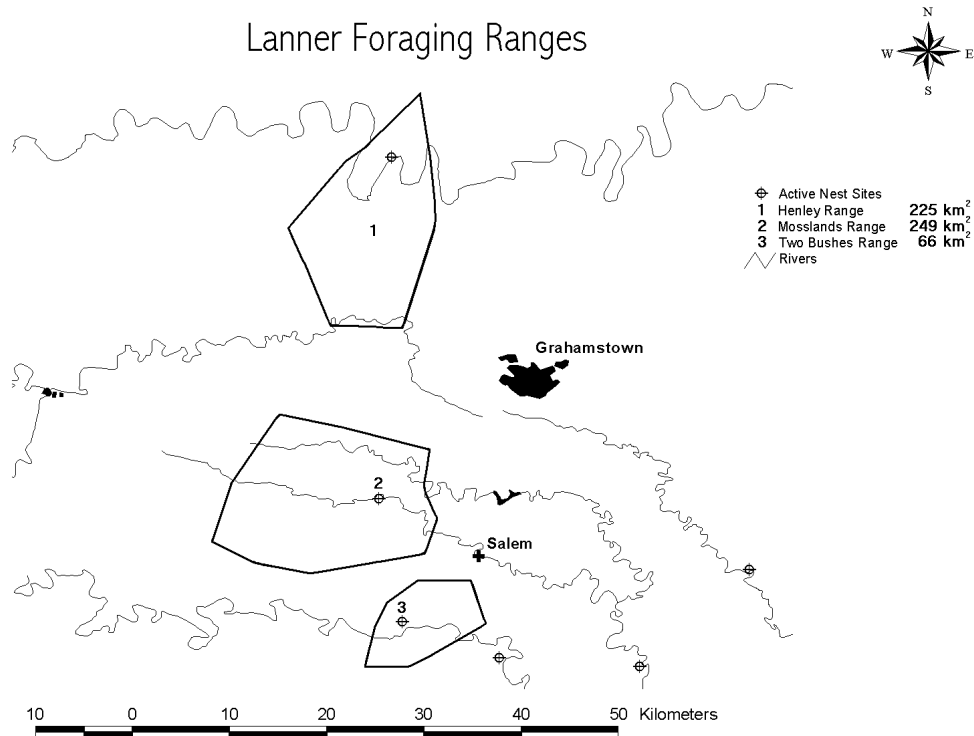 Lanner Foraging Ranges
N
W E
S
Active Nest Sites
1 Henley Range 225 km²
2 Mosslands Range 249 km²
3 Two Bushes Range 66 km²
Rivers
1
Grahamstown
2
Salem
3
10 0 10 20 30 40 50 Kilometers